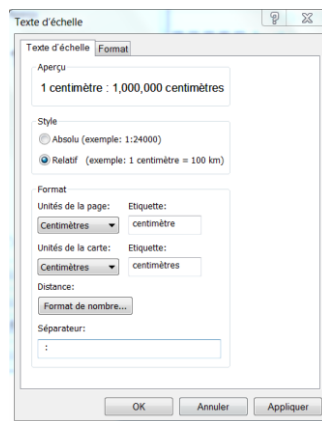 Texte d'échelle
Texte d'échelle Format
Aperçu
1 centimètre : 1,000,000 centimètres
Style
Absolu (exemple: 1:24000)
Relatif (exemple: 1 centimètre = 100 km)
Format
Unités de la page: Etiquette:
Centimètres centimètre
Unités de la carte: Etiquette:
Centimètres centimètres
Distance:
Format de nombre...
Séparateur:
:
OK Annuler Appliquer